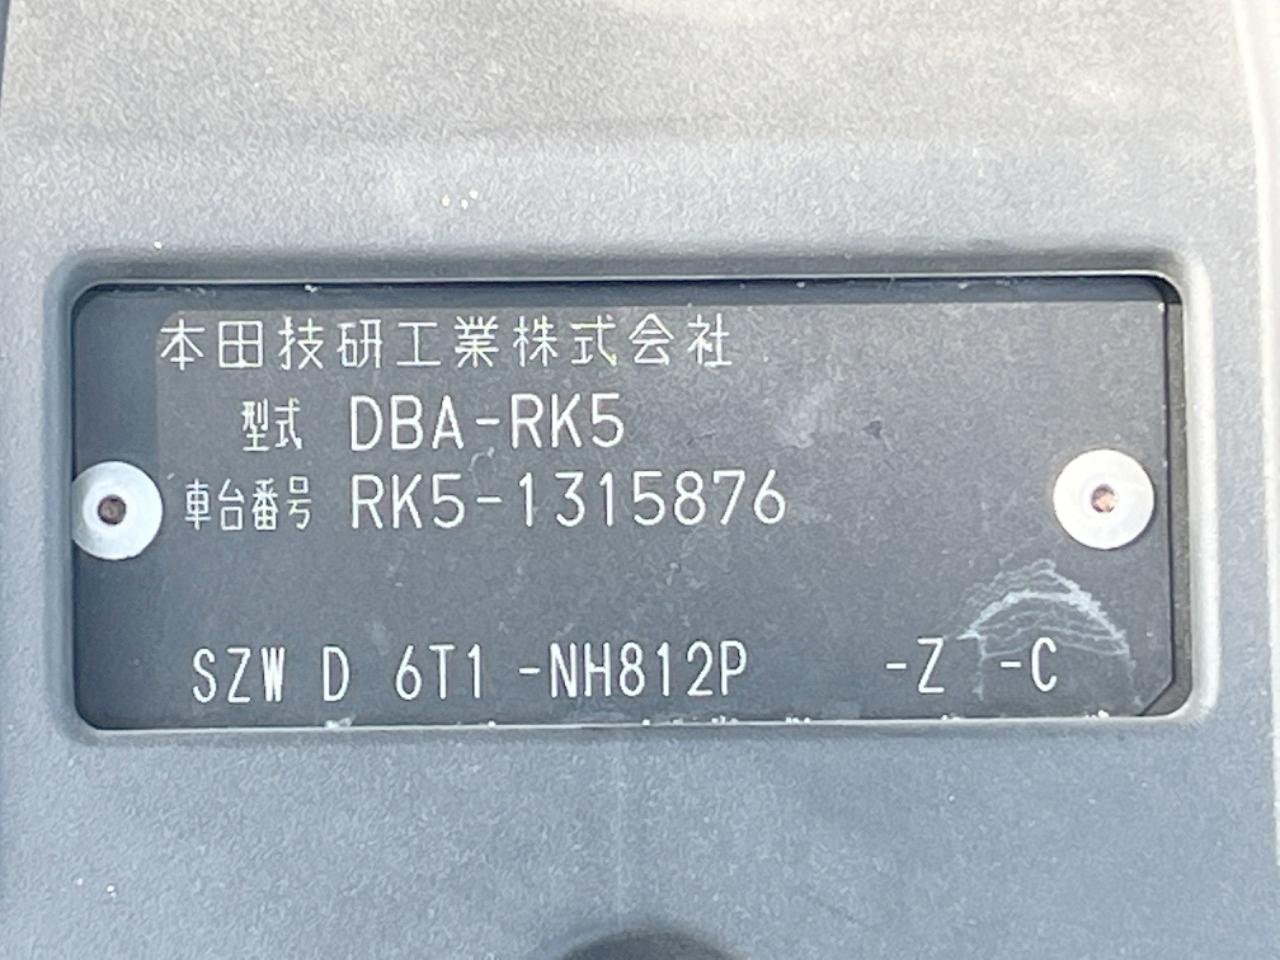 本田技研工業株式会社
型式 DBA-RK5
車台番号 RK5-1315876
SZW D 6T1 -NH812P -Z -C